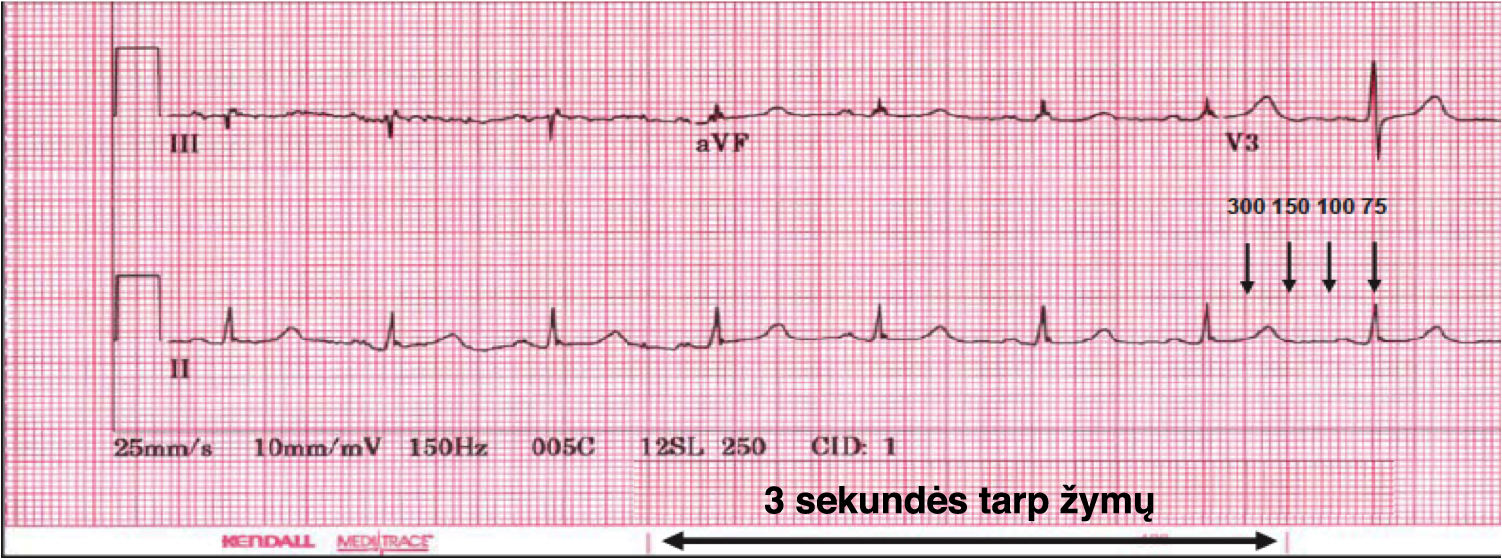 III
aVF
V3
300 150 100 75
II
25mm/s 10mm/mV 150Hz 005C 12SL 250 CID: 1
3 sekundės tarp žymų
KENDALL MEDITRACE